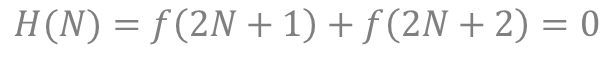 H(N) = f(2N + 1) + f(2N + 2) = 0